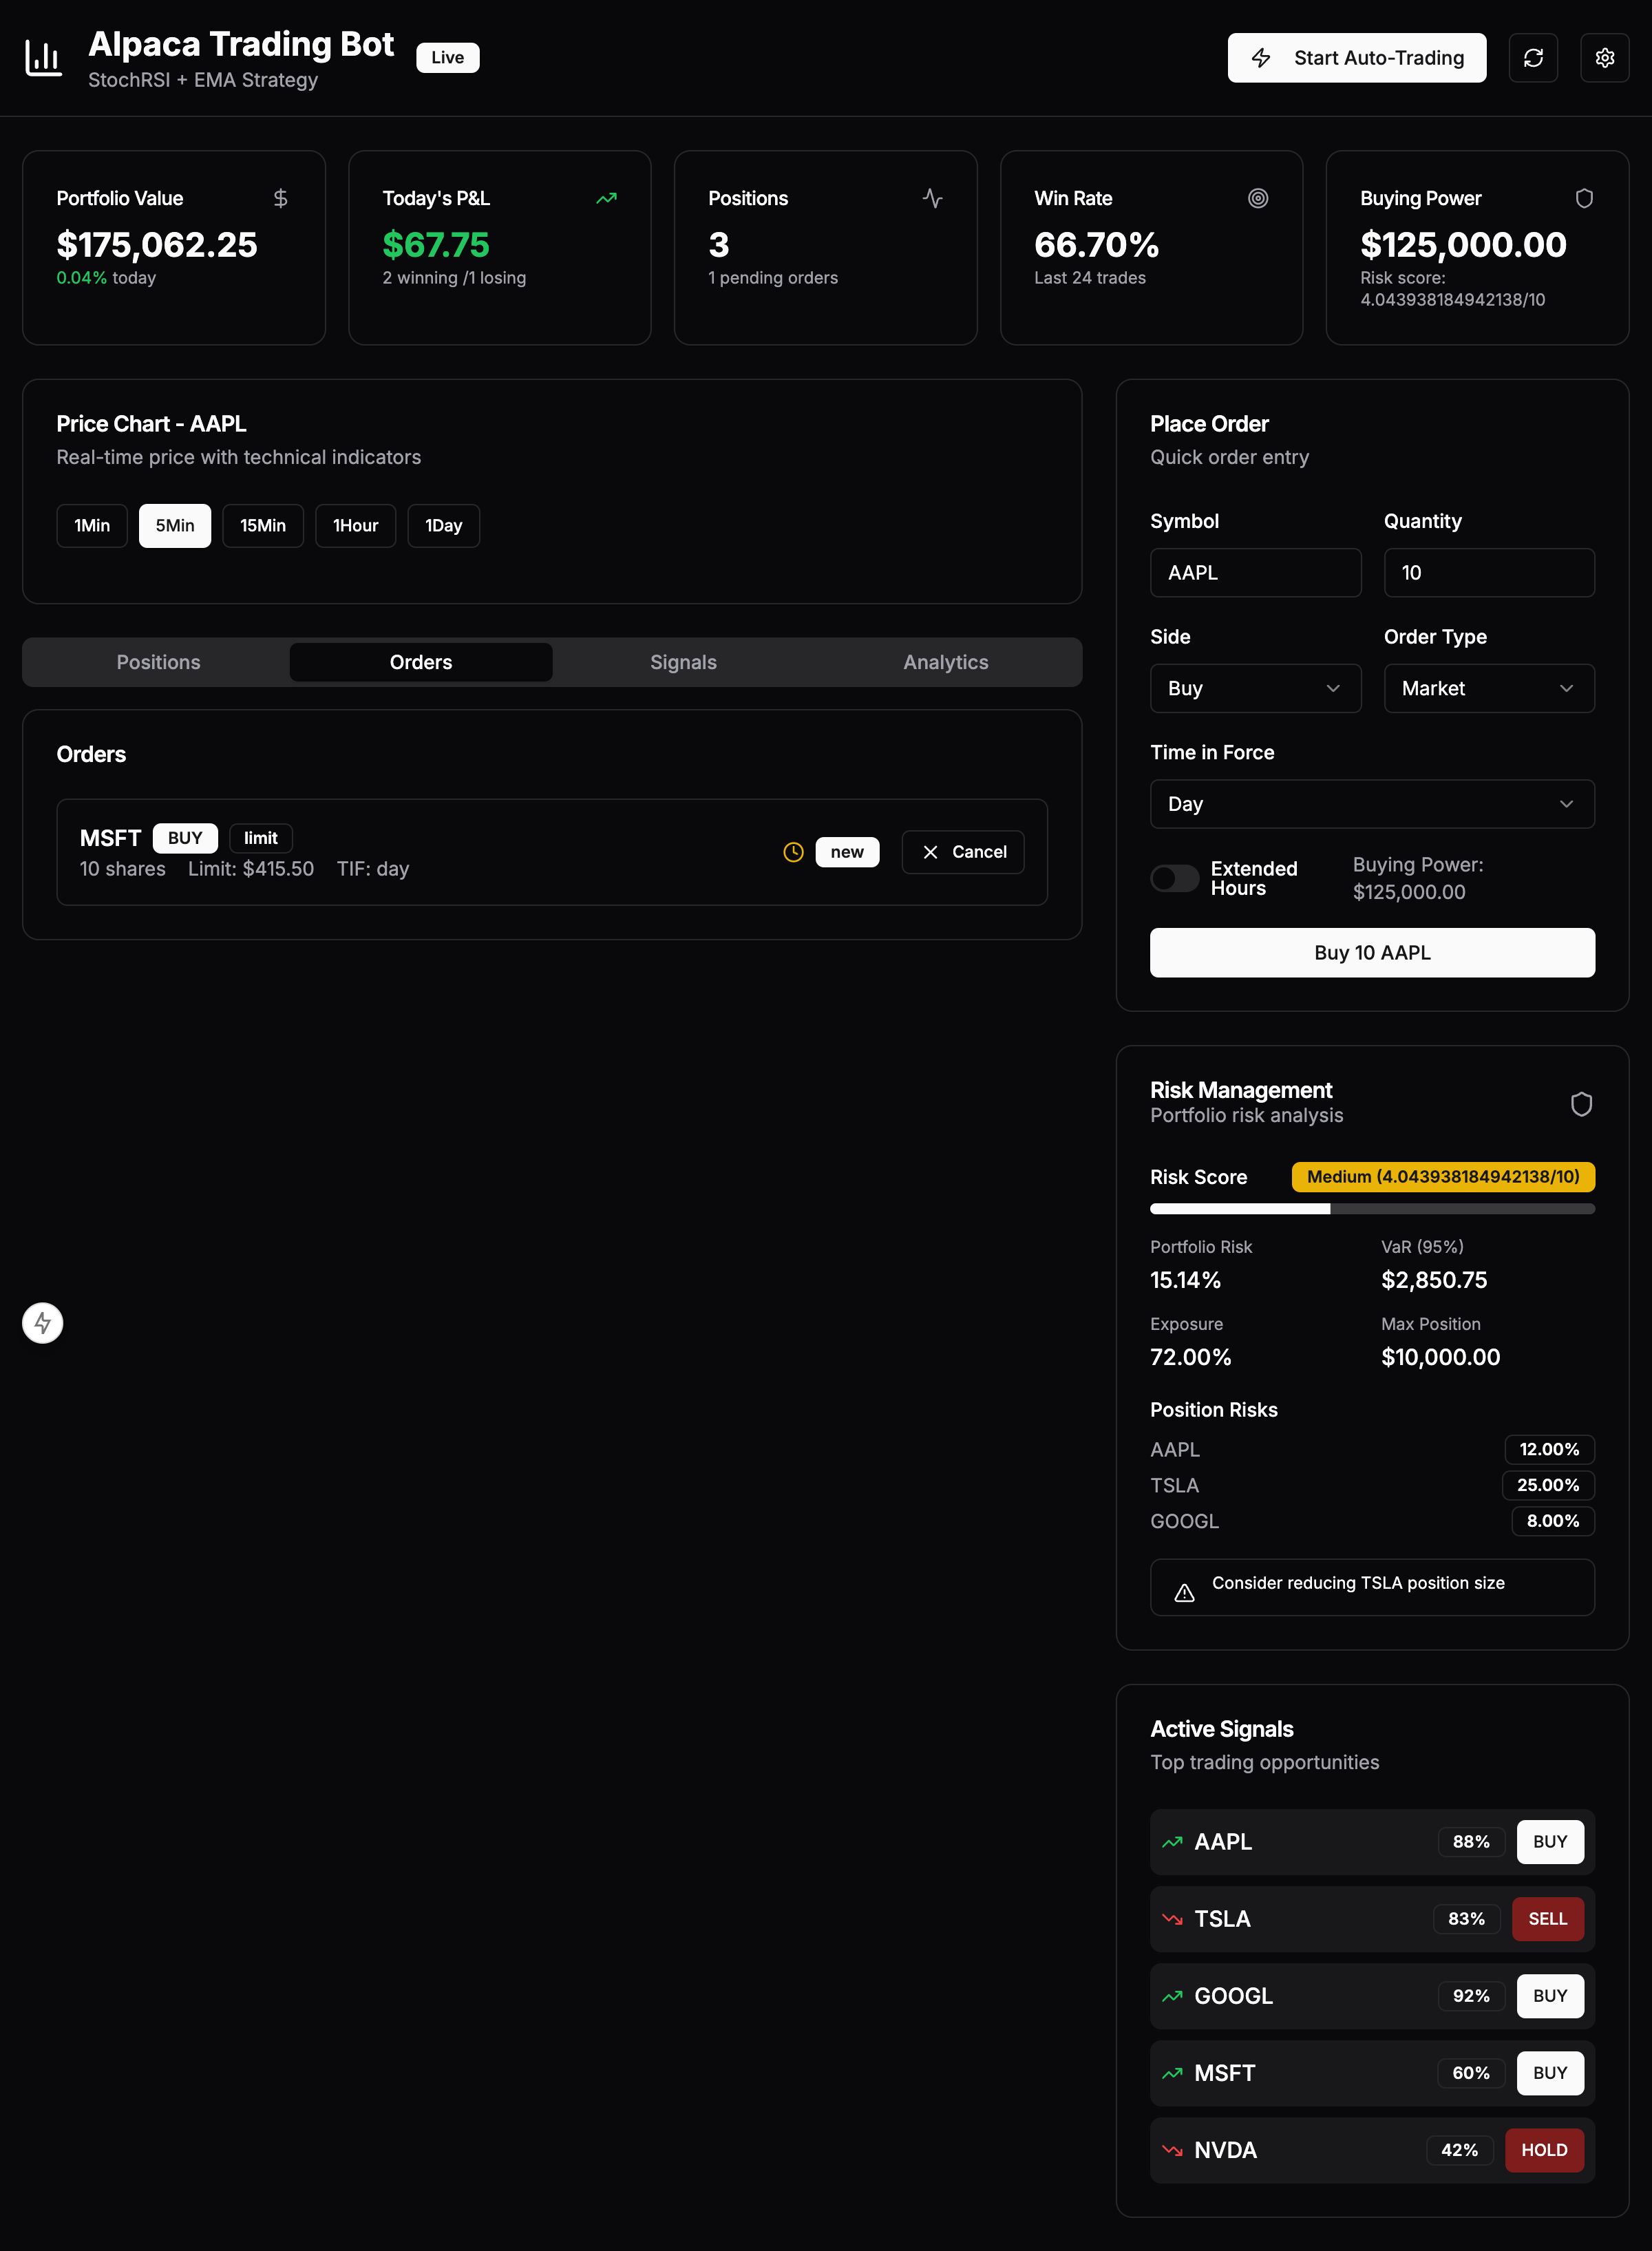 Alpaca Trading Bot
Live
StochRSI + EMA Strategy
Start Auto-Trading
Portfolio Value
$175,062.25
0.04% today
Today's P&L
$67.75
2 winning /1 losing
Positions
3
1 pending orders
Win Rate
66.70%
Last 24 trades
Buying Power
$125,000.00
Risk score:
4.043938184942138/10
Price Chart - AAPL
Real-time price with technical indicators
1Min
5Min
15Min
1Hour
1Day
Positions
Orders
Signals
Analytics
Orders
MSFT BUY limit
10 shares Limit: $415.50 TIF: day
new
Cancel
Place Order
Quick order entry
Symbol
Quantity
AAPL
10
Side
Order Type
Buy
Market
Time in Force
Day
Extended
Hours
Buying Power:
$125,000.00
Buy 10 AAPL
Risk Management
Portfolio risk analysis
Risk Score
Medium (4.043938184942138/10)
Portfolio Risk
VaR (95%)
15.14%
$2,850.75
Exposure
Max Position
72.00%
$10,000.00
Position Risks
AAPL 12.00%
TSLA 25.00%
GOOGL 8.00%
Consider reducing TSLA position size
Active Signals
Top trading opportunities
AAPL 88% BUY
TSLA 83% SELL
GOOGL 92% BUY
MSFT 60% BUY
NVDA 42% HOLD